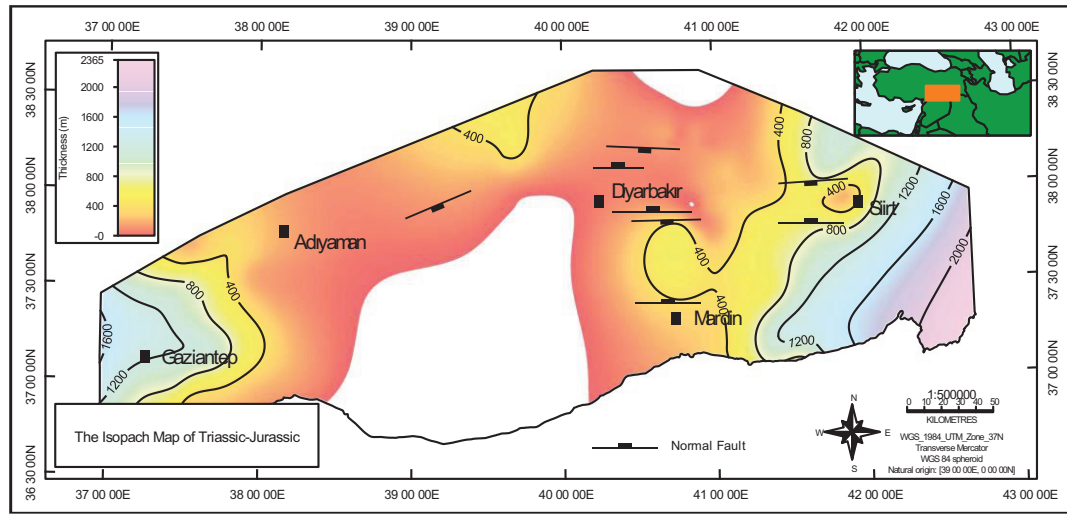 37 00 00E 38 00 00E 39 00 00E 40 00 00E 41 00 00E 42 00 00E 43 00 00E
38 30 00N
38 00 00N
37 30 00N
37 00 00N
36 30 00N
2365
2000
1600
1200
800
400
-0
Thickness (m)
400
400
800
400
1200
1600
2000
800
Diyarbakır
Siirt
Adıyaman
400
400
Mardin
1200
800
400
1600
1200
Gaziantep
The Isopach Map of Triassic-Jurassic
Normal Fault
N
W
E
S
1:500000
0 10 20 30 40 50
KILOMETRES
WGS_1984_UTM_Zone_37N
Transverse Mercator
WGS 84 spheroid
Natural origin: [39 00 00E, 0 00 00N]
38 30 00N
38 00 00N
37 30 00N
37 00 00N
36 30 00N
37 00 00E 38 00 00E 39 00 00E 40 00 00E 41 00 00E 42 00 00E 43 00 00E